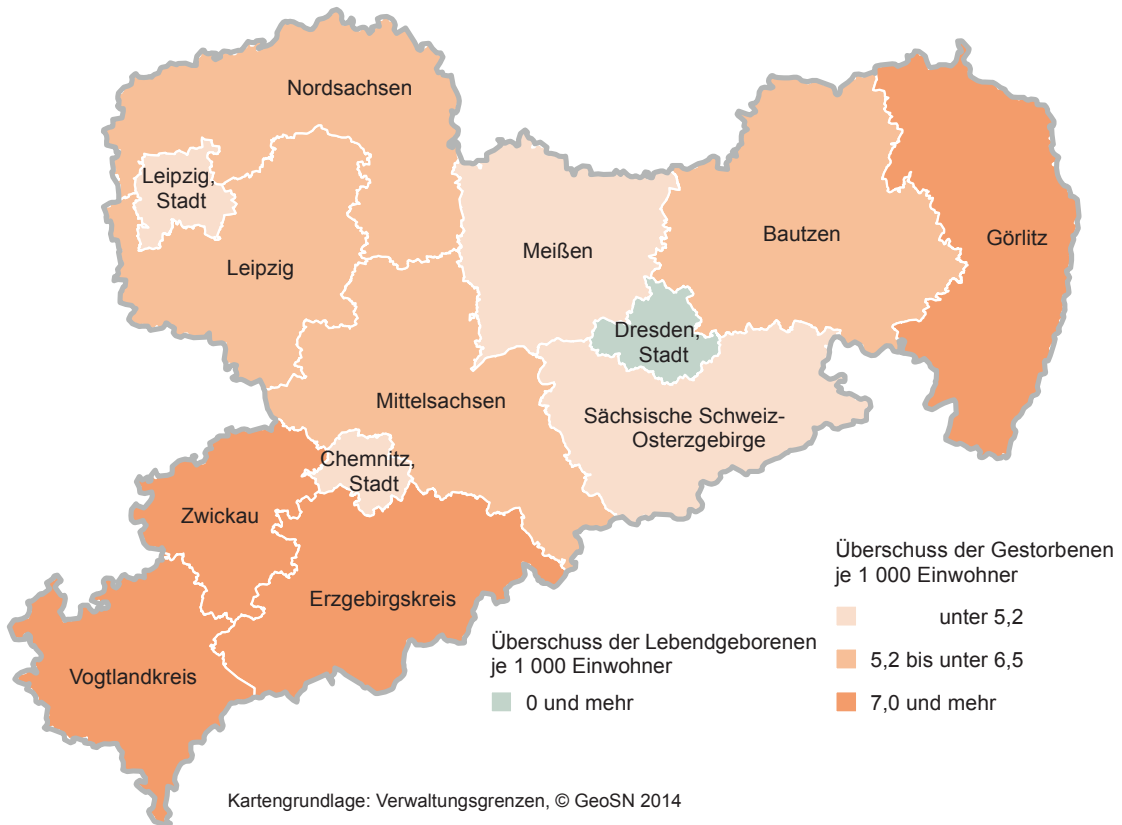 Nordsachsen
Leipzig,
Stadt
Leipzig
Meißen
Bautzen
Görlitz
Dresden,
Stadt
Mittelsachsen
Sächsische Schweiz-
Osterzgebirge
Chemnitz,
Stadt
Zwickau
Erzgebirgskreis
Vogtlandkreis
Überschuss der Lebendgeborenen
je 1 000 Einwohner
0 und mehr
Überschuss der Gestorbenen
je 1 000 Einwohner
unter 5,2
5,2 bis unter 6,5
7,0 und mehr
Kartengrundlage: Verwaltungsgrenzen, © GeoSN 2014